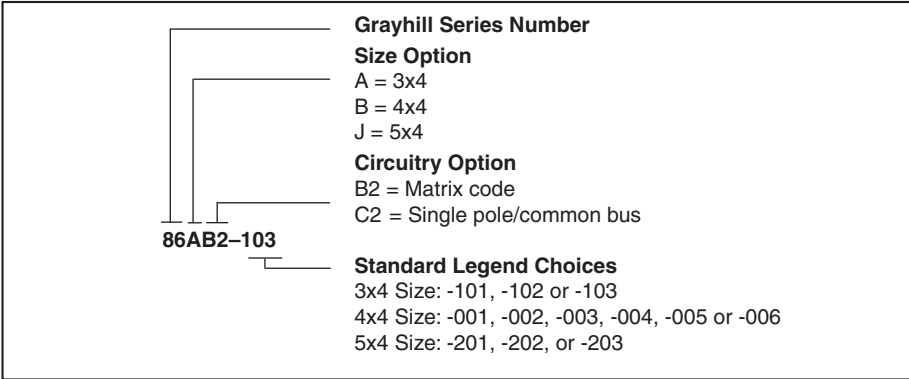 Grayhill Series Number
Size Option
A = 3x4
B = 4x4
J = 5x4
Circuitry Option
B2 = Matrix code
C2 = Single pole/common bus
86AB2–103
Standard Legend Choices
3x4 Size: -101, -102 or -103
4x4 Size: -001, -002, -003, -004, -005 or -006
5x4 Size: -201, -202, or -203